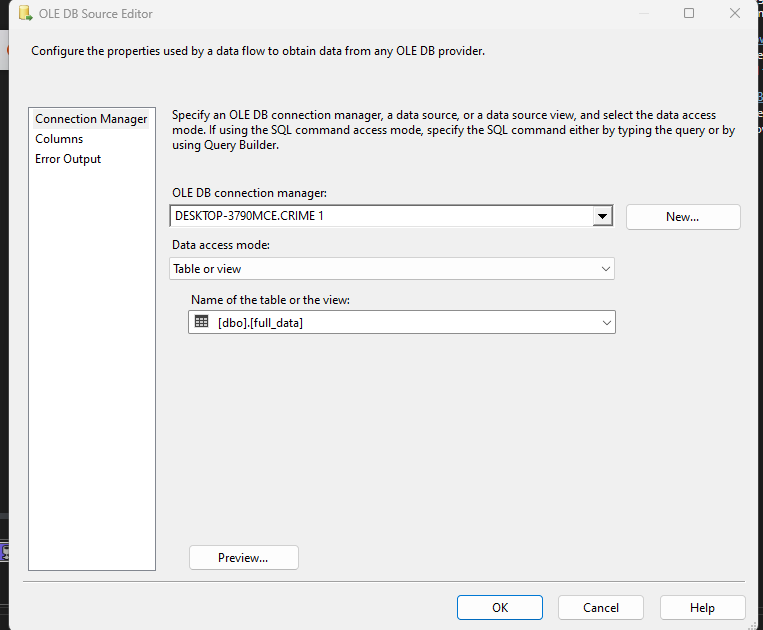 OLE DB Source Editor
Configure the properties used by a data flow to obtain data from any OLE DB provider.
Connection Manager
Columns
Error Output
Specify an OLE DB connection manager, a data source, or a data source view, and select the data access
mode. If using the SQL command access mode, specify the SQL command either by typing the query or by
using Query Builder.
OLE DB connection manager:
DESKTOP-3790MCE.CRIME 1
New...
Data access mode:
Table or view
Name of the table or the view:
[dbo].[full_data]
Preview...
OK
Cancel
Help